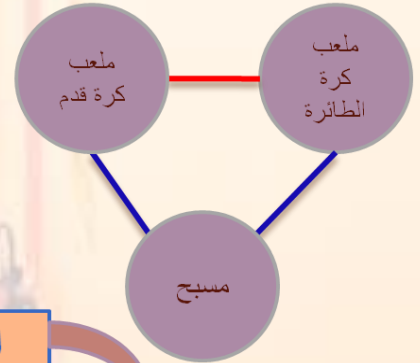 ملعب
كرة
الطائرة
ملعب
كرة قدم
مسبح